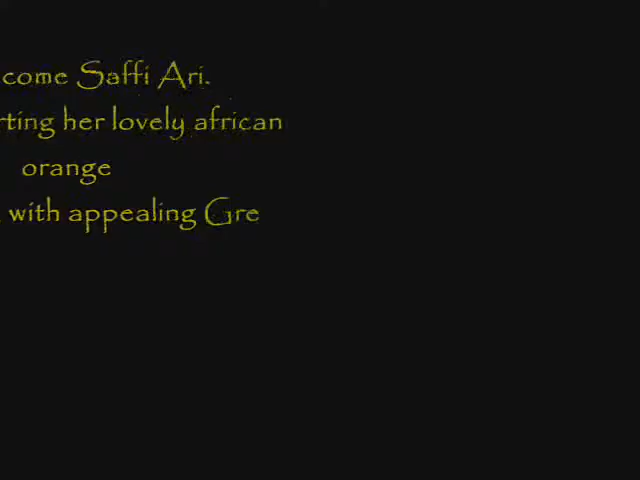 come Saffi Ari.
rting her lovely african
orange
with appealing Gre